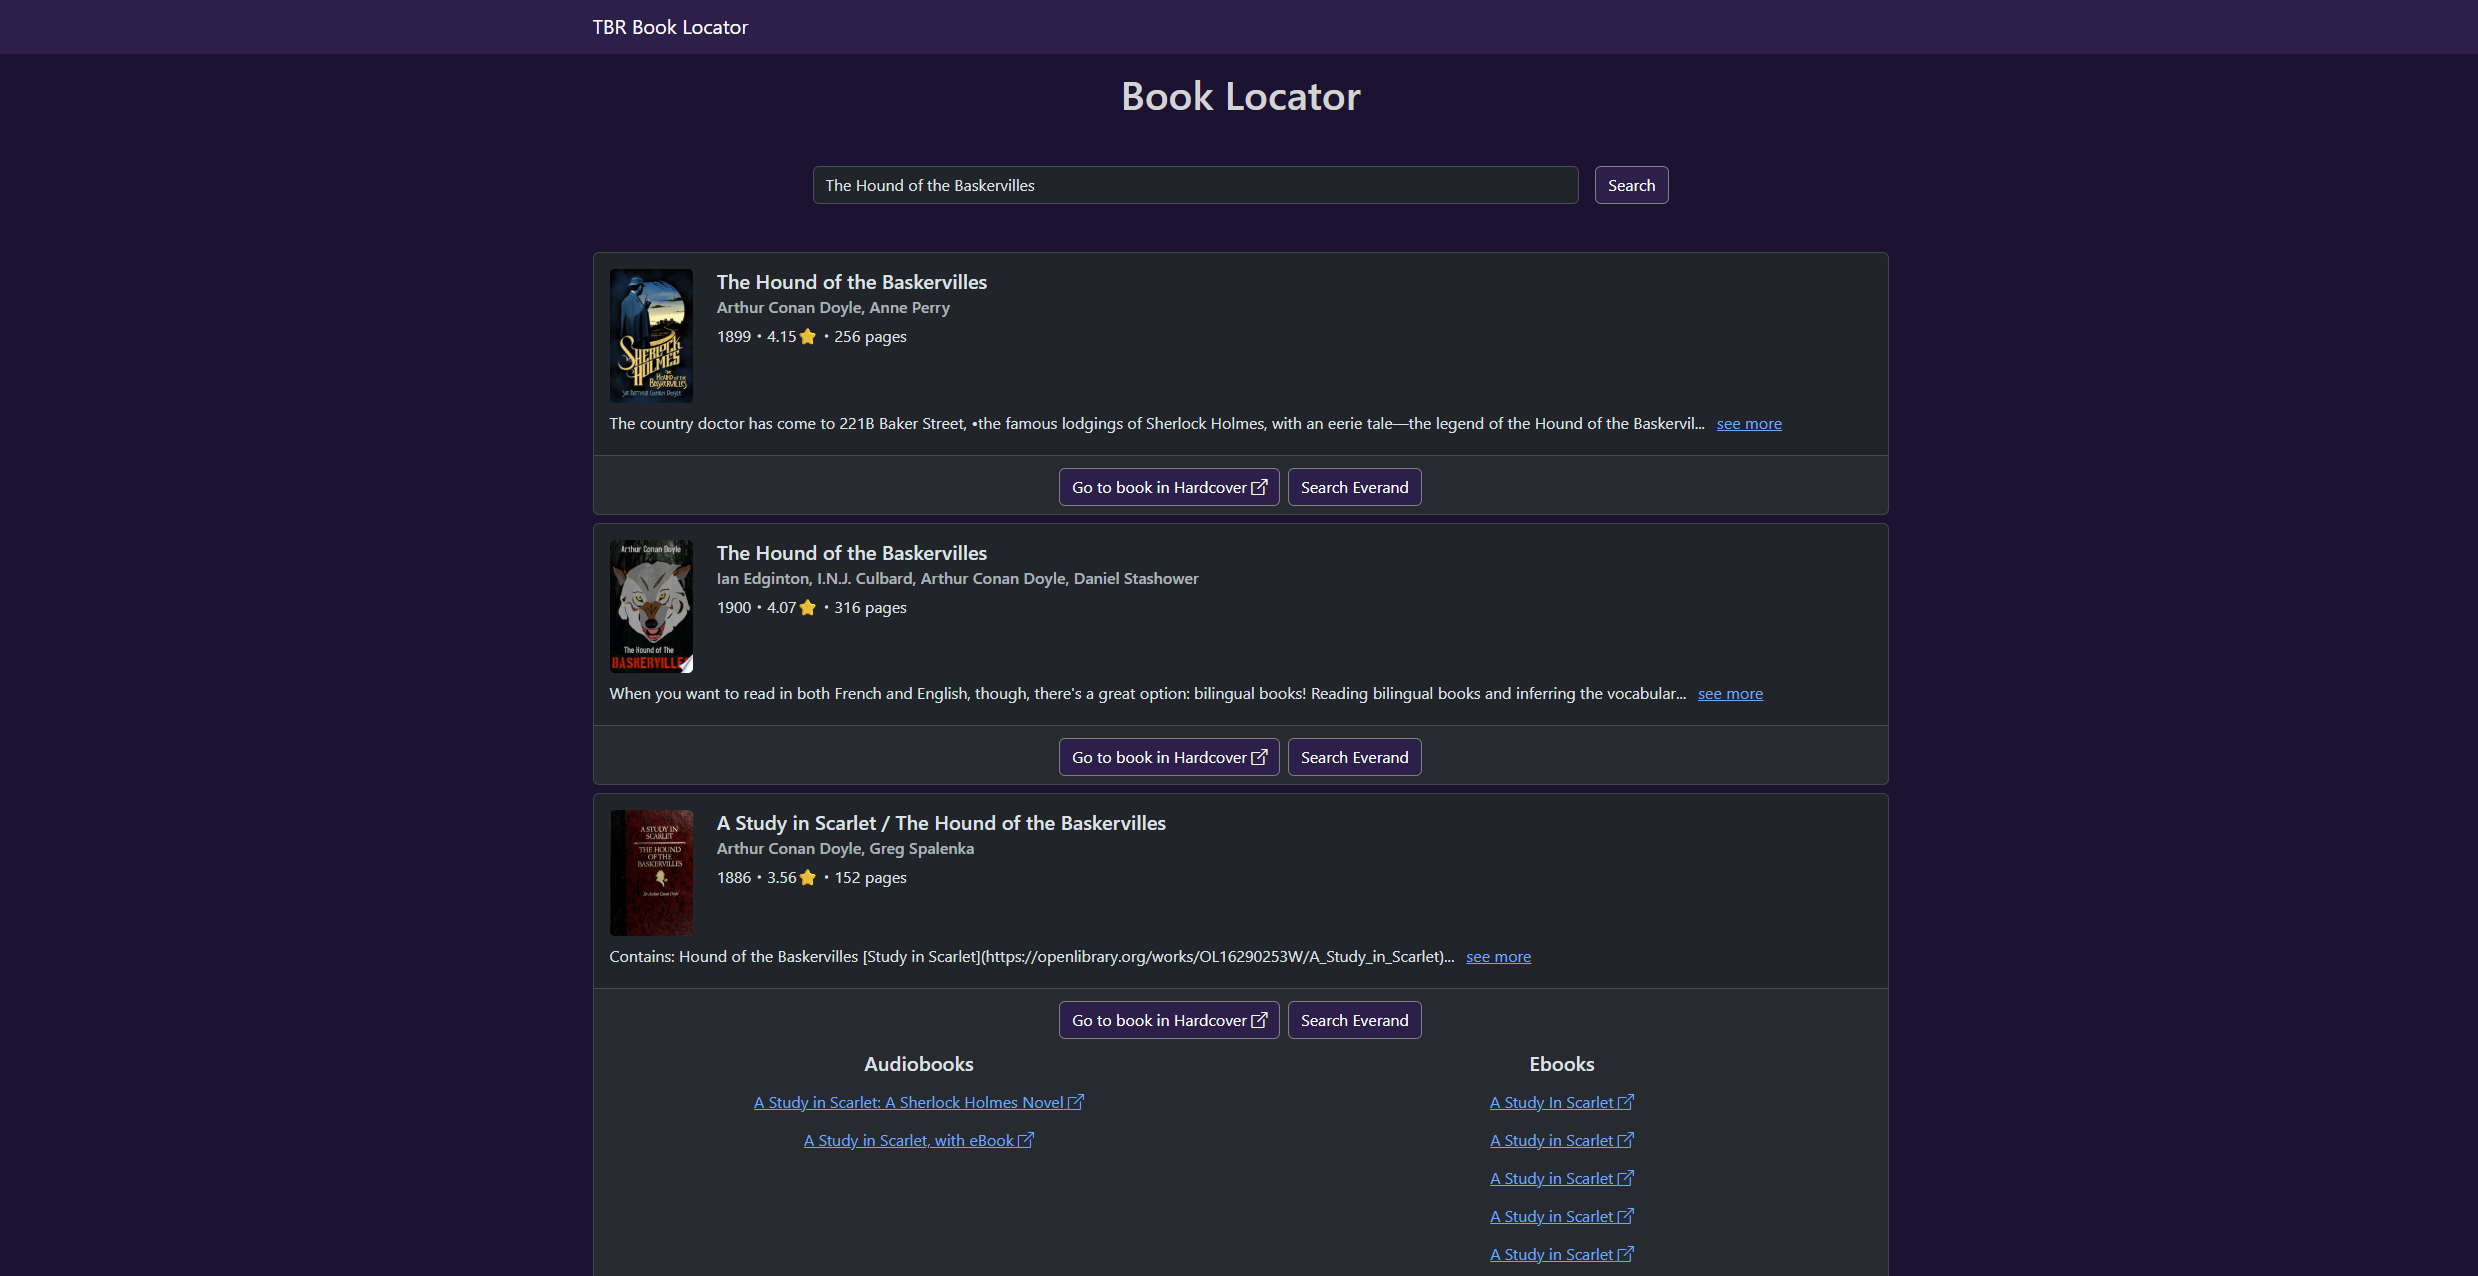 TBR Book Locator
Book Locator
The Hound of the Baskervilles
Search
The Hound of the Baskervilles
Arthur Conan Doyle, Anne Perry
1899 • 4.15⭐ • 256 pages
SHERLOCK
HOLMES
THE
HOUND OF THE
BASKERVILLES
SIR ARTHUR CONAN DOYLE
The country doctor has come to 221B Baker Street, •the famous lodgings of Sherlock Holmes, with an eerie tale—the legend of the Hound of the Baskervil... see more
Go to book in Hardcover
Search Everand
The Hound of the Baskervilles
Ian Edginton, I.N.J. Culbard, Arthur Conan Doyle, Daniel Stashower
1900 • 4.07⭐ • 316 pages
Arthur Conan Doyle
The Hound of The
BASKERVILLE
When you want to read in both French and English, though, there's a great option: bilingual books! Reading bilingual books and inferring the vocabular... see more
Go to book in Hardcover
Search Everand
A Study in Scarlet / The Hound of the Baskervilles
Arthur Conan Doyle, Greg Spalenka
1886 • 3.56⭐ • 152 pages
A STUDY IN
SCARLET
THE HOUND
OF THE
BASKERVILLES
Sir Arthur Conan Doyle
Contains: Hound of the Baskervilles [Study in Scarlet](https://openlibrary.org/works/OL16290253W/A_Study_in_Scarlet)... see more
Go to book in Hardcover
Search Everand
Audiobooks
A Study in Scarlet: A Sherlock Holmes Novel
A Study in Scarlet, with eBook
Ebooks
A Study In Scarlet
A Study in Scarlet
A Study in Scarlet
A Study in Scarlet
A Study in Scarlet